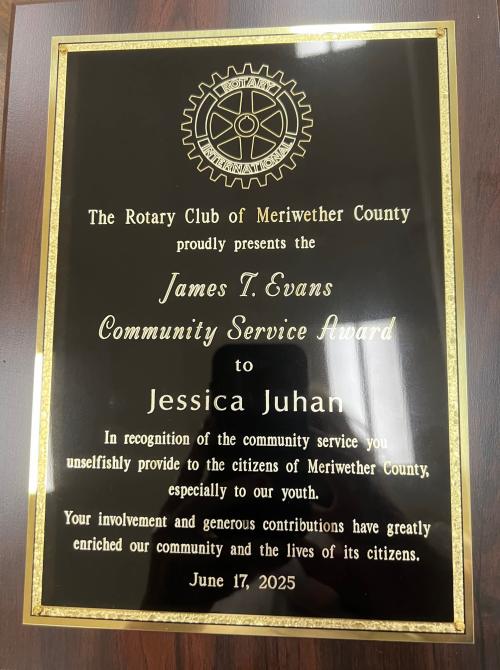 ROTARY
INTERNATIONAL
The Rotary Club of Meriwether County
proudly presents the
James T. Evans
Community Service Award
to
Jessica Juhan
In recognition of the community service you
unselfishly provide to the citizens of Meriwether County,
especially to our youth.
Your involvement and generous contributions have greatly
enriched our community and the lives of its citizens.
June 17, 2025